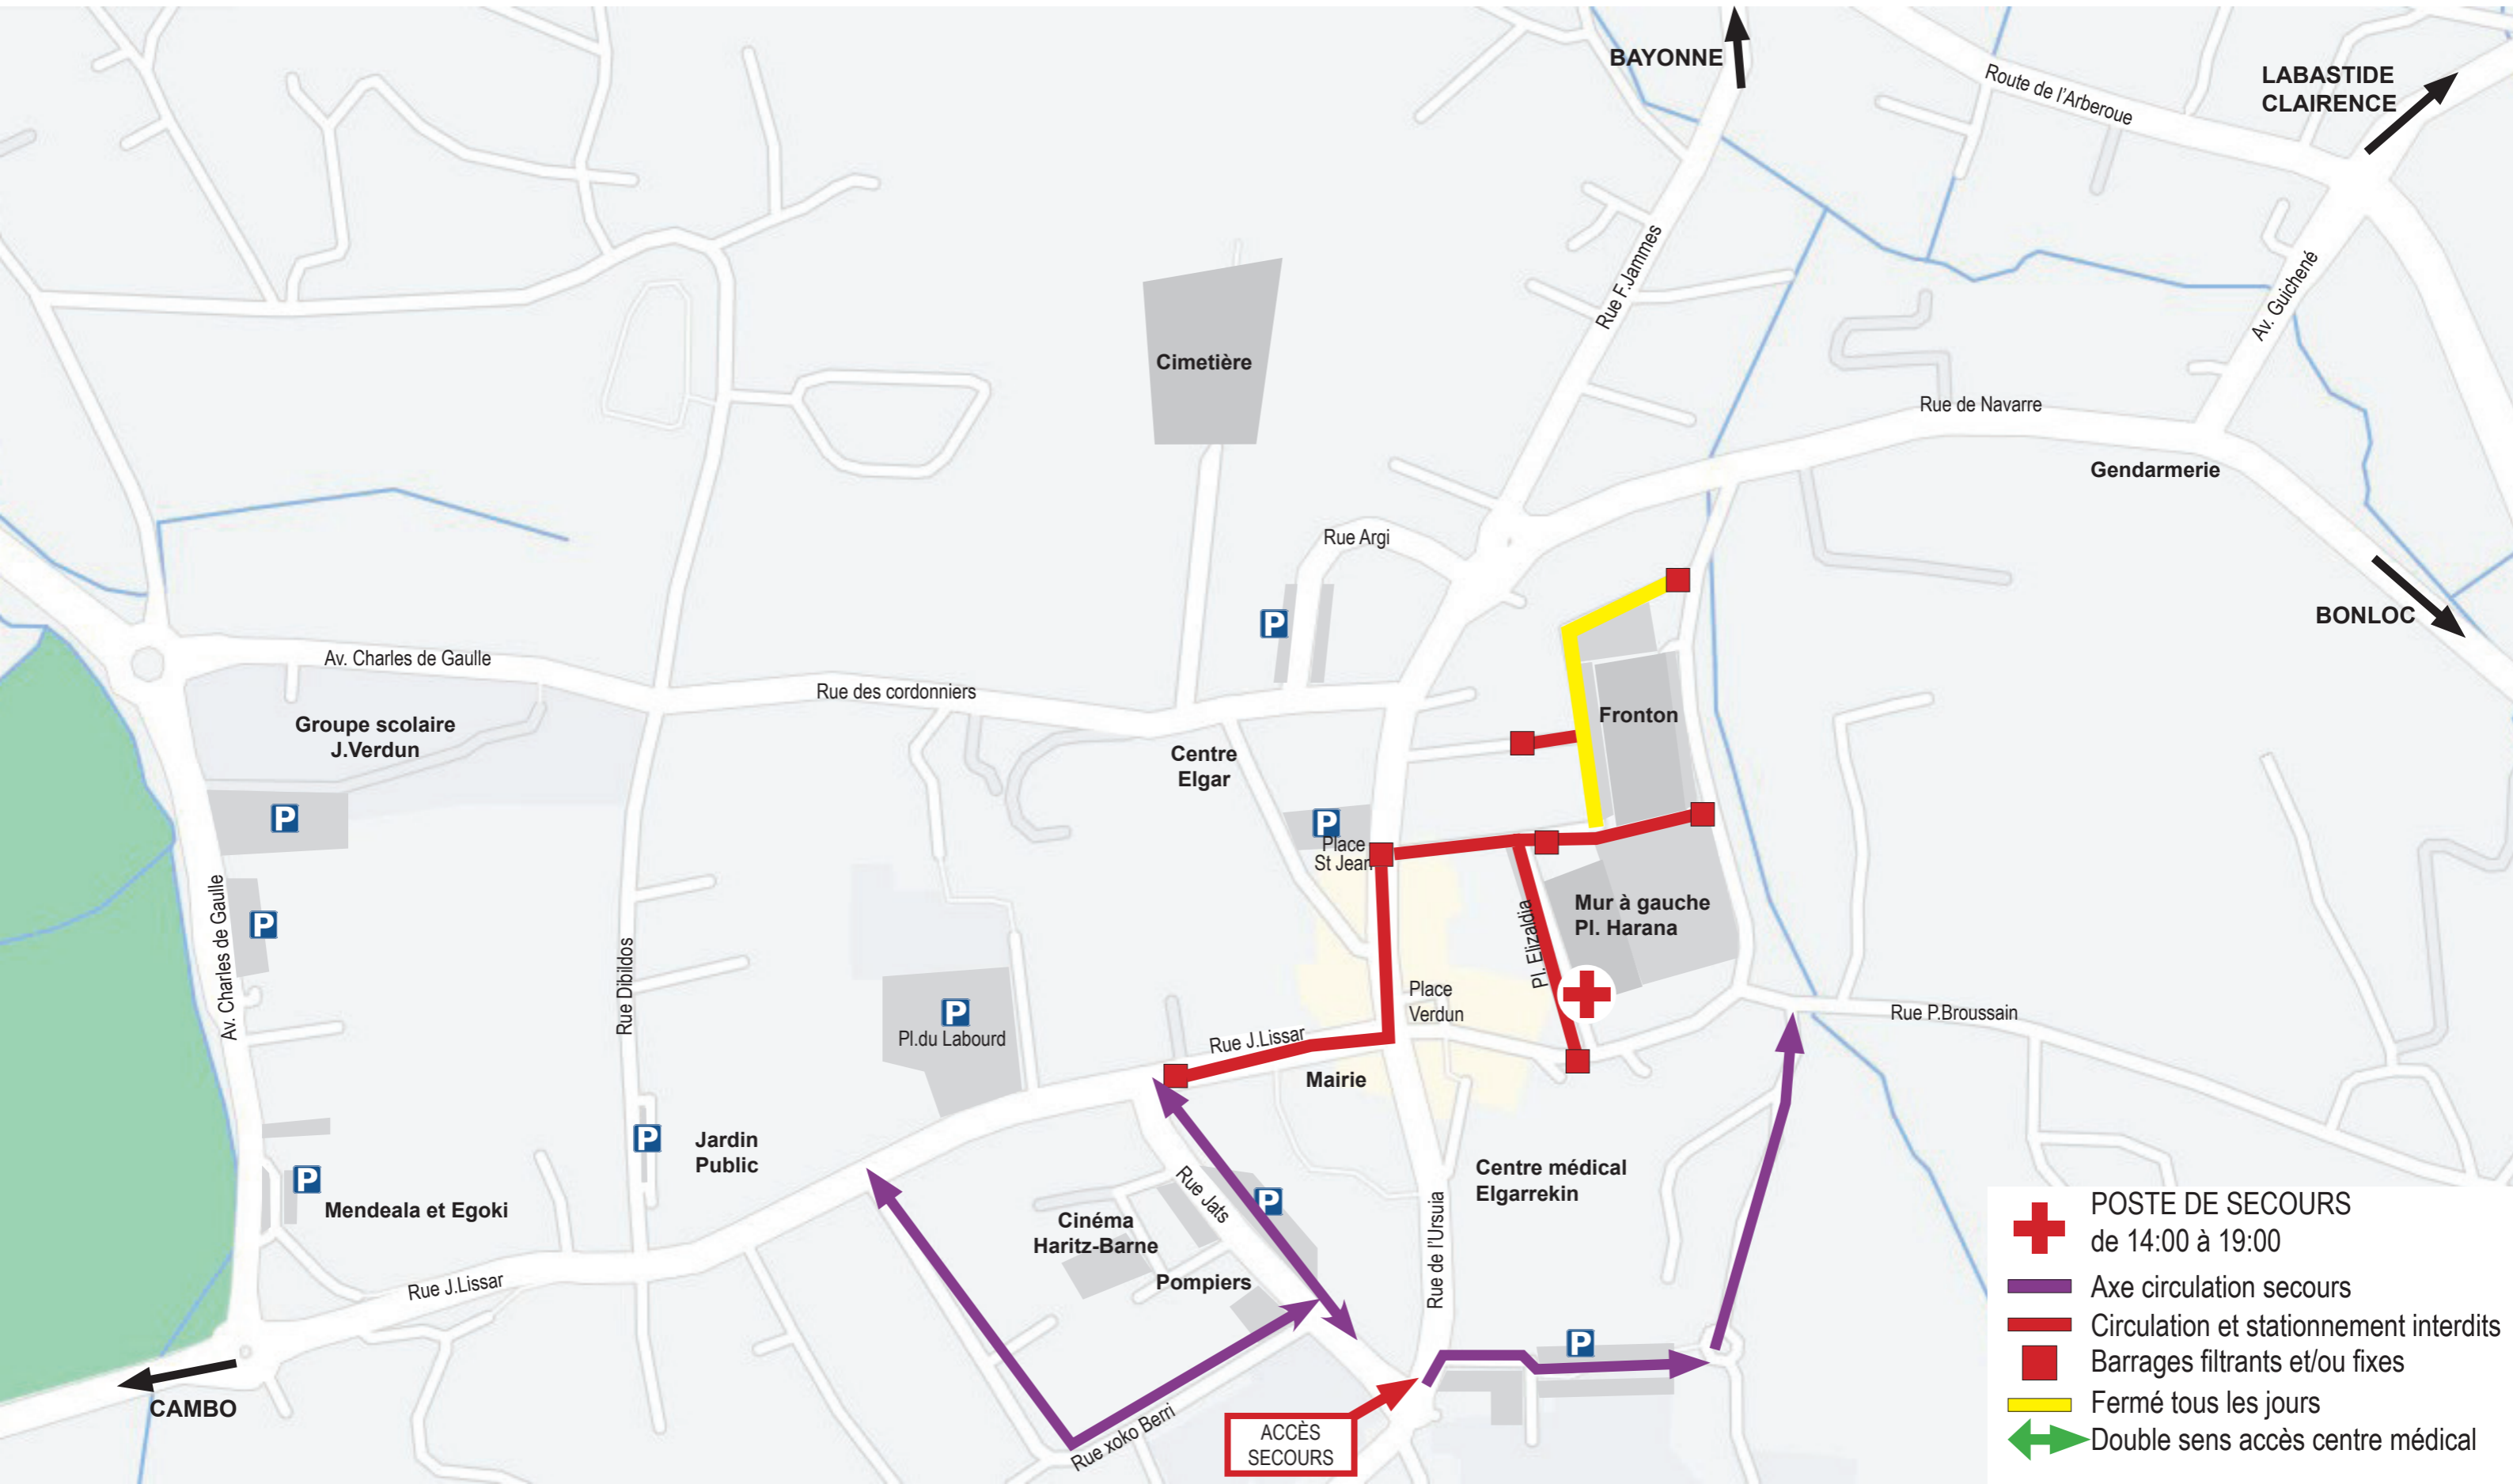 BAYONNE
Route de l'Arberoue
LABASTIDE
CLAIRENCE
Rue F.Jammes
Av. Guichené
Cimetière
Rue de Navarre
Gendarmerie
Rue Argi
P
BONLOC
Av. Charles de Gaulle
Rue des cordonniers
Groupe scolaire
J.Verdun
Fronton
Centre
Elgar
P
P
Place
St Jean
Av. Charles de Gaulle
P
Rue Dibildos
Pl. Elizaldia
Mur à gauche
Pl. Harana
P
Pl.du Labourd
Place
Verdun
Rue J.Lissar
Rue P.Broussain
Mairie
P
Jardin
Public
P
Mendeala et Egoki
Rue Jats
P
Centre médical
Elgarrekin
Cinéma
Haritz-Barne
Pompiers
Rue de l'Ursuia
Rue J.Lissar
P
CAMBO
Rue xoko Berri
ACCÈS
SECOURS
POSTE DE SECOURS
de 14:00 à 19:00
Axe circulation secours
Circulation et stationnement interdits
Barrages filtrants et/ou fixes
Fermé tous les jours
Double sens accès centre médical